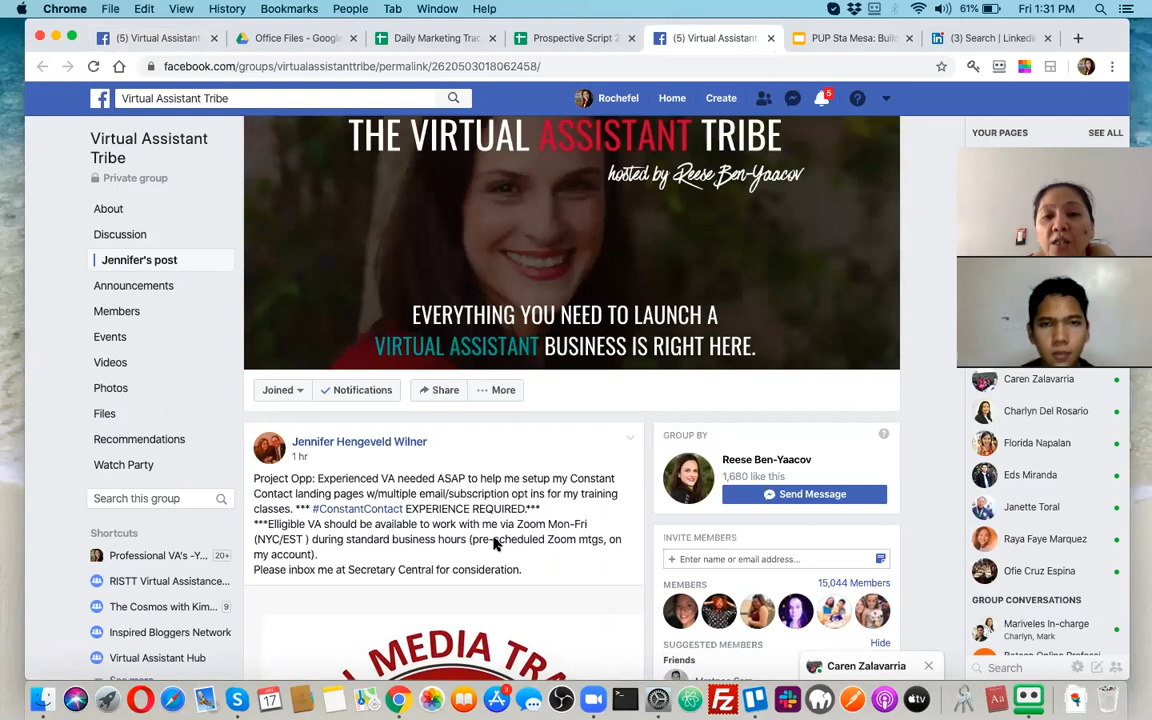 Chrome File Edit View History Bookmarks People Tab Window Help 61% Fri 1:31 PM
(5) Virtual Assistant Office Files - Google Daily Marketing Trac Prospective Script 2 (5) Virtual Assistant PUP Sta Mesa: Buil (3) Search | LinkedIn
facebook.com/groups/virtualassistanttribe/permalink/2620503018062458/
Virtual Assistant Tribe Rochefel Home Create 5
Virtual Assistant
Tribe
Private group
About
Discussion
Jennifer's post
Announcements
Members
Events
Videos
Photos
Files
Recommendations
Watch Party
Search this group
Shortcuts
Professional VA's -Y... 20+
RISTT Virtual Assistance...
The Cosmos with Kim... 9
Inspired Bloggers Network
Virtual Assistant Hub
See more
THE VIRTUAL ASSISTANT TRIBE
hosted by Reese Ben-Yaacov
EVERYTHING YOU NEED TO LAUNCH A
VIRTUAL ASSISTANT BUSINESS IS RIGHT HERE.
Joined Notifications Share More
Jennifer Hengeveld Wilner
1 hr
Project Opp: Experienced VA needed ASAP to help me setup my Constant
Contact landing pages w/multiple email/subscription opt ins for my training
classes. *** #ConstantContact EXPERIENCE REQUIRED.***
***Elligible VA should be available to work with me via Zoom Mon-Fri
(NYC/EST ) during standard business hours (pre-scheduled Zoom mtgs, on
my account).
Please inbox me at Secretary Central for consideration.
MEDIA TRA
GROUP BY
Reese Ben-Yaacov
1,680 like this
Send Message
INVITE MEMBERS
+ Enter name or email address...
MEMBERS 15,044 Members
SUGGESTED MEMBERS Hide
Friends
YOUR PAGES SEE ALL
Caren Zalavarria
Charlyn Del Rosario
Florida Napalan
Eds Miranda
Janette Toral
Raya Faye Marquez
Ofie Cruz Espina
GROUP CONVERSATIONS
Mariveles In-charge
Charlyn, Mark
Search
Caren Zalavarria
17